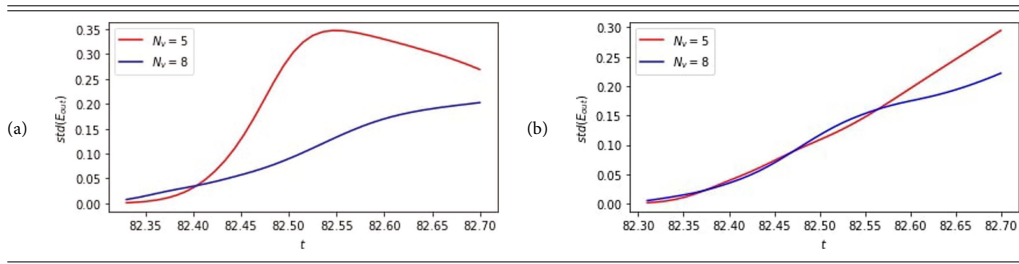 (a)
std(E_out)
0.35
0.30
0.25
0.20
0.15
0.10
0.05
0.00
N_v = 5
N_v = 8
82.35 82.40 82.45 82.50 82.55 82.60 82.65 82.70
t
(b)
std(E_out)
0.30
0.25
0.20
0.15
0.10
0.05
0.00
N_v = 5
N_v = 8
82.30 82.35 82.40 82.45 82.50 82.55 82.60 82.65 82.70
t